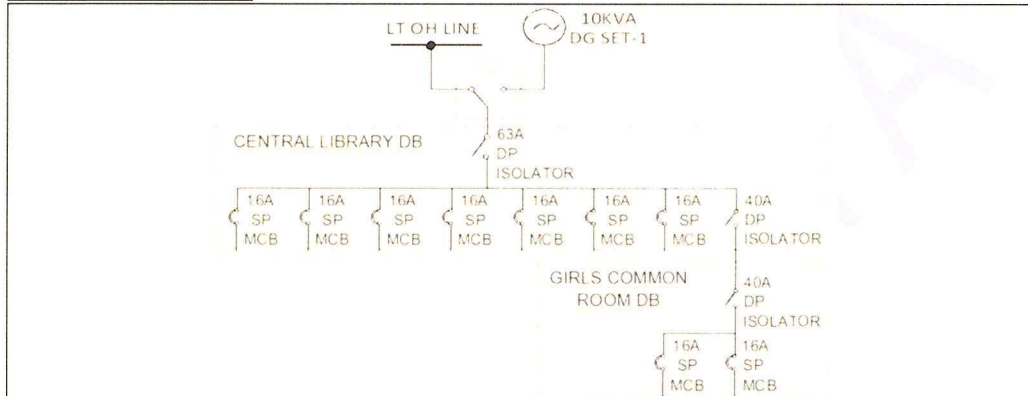 LT OH LINE
10KVA
DG SET-1
CENTRAL LIBRARY DB
63A
DP
ISOLATOR
16A
SP
MCB
16A
SP
MCB
16A
SP
MCB
16A
SP
MCB
16A
SP
MCB
16A
SP
MCB
16A
SP
MCB
40A
DP
ISOLATOR
GIRLS COMMON
ROOM DB
40A
DP
ISOLATOR
16A
SP
MCB
16A
SP
MCB